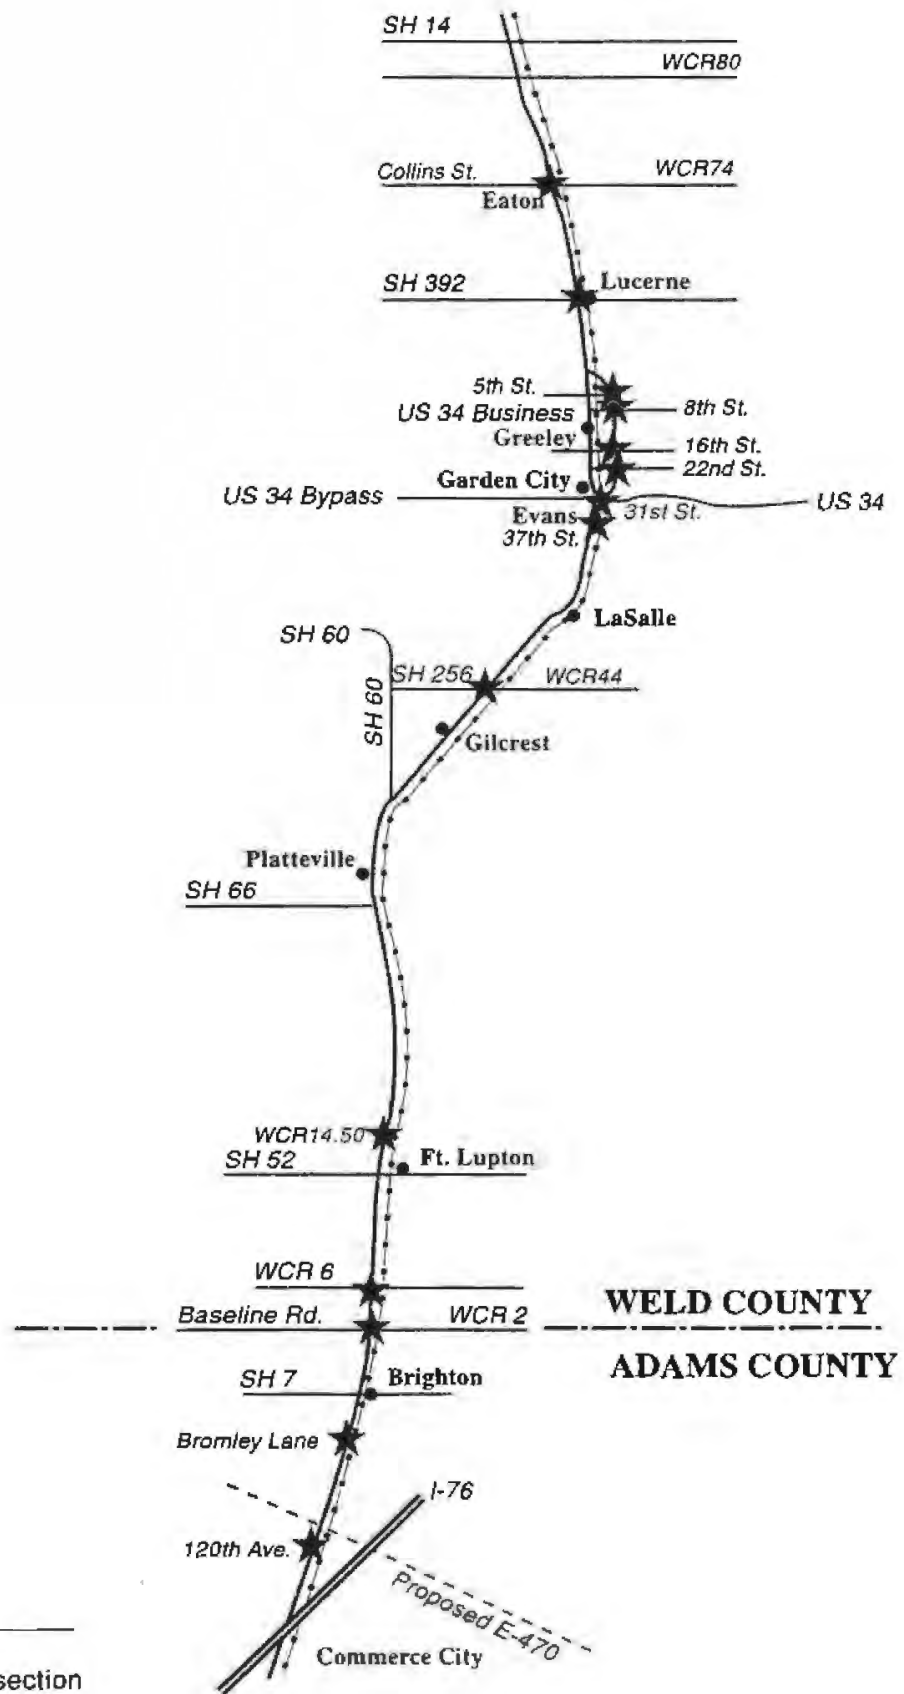 SH 14
WCR80
Collins St.
WCR74
Eaton
SH 392
Lucerne
5th St.
US 34 Business
8th St.
Greeley
16th St.
22nd St.
Garden City
US 34 Bypass
31st St.
US 34
Evans
37th St.
LaSalle
SH 60
SH 60
SH 256
WCR44
Gilcrest
Platteville
SH 66
WCR14.50
SH 52
Ft. Lupton
WCR 6
WELD COUNTY
Baseline Rd.
WCR 2
ADAMS COUNTY
SH 7
Brighton
Bromley Lane
I-76
120th Ave.
Proposed E-470
Commerce City
section